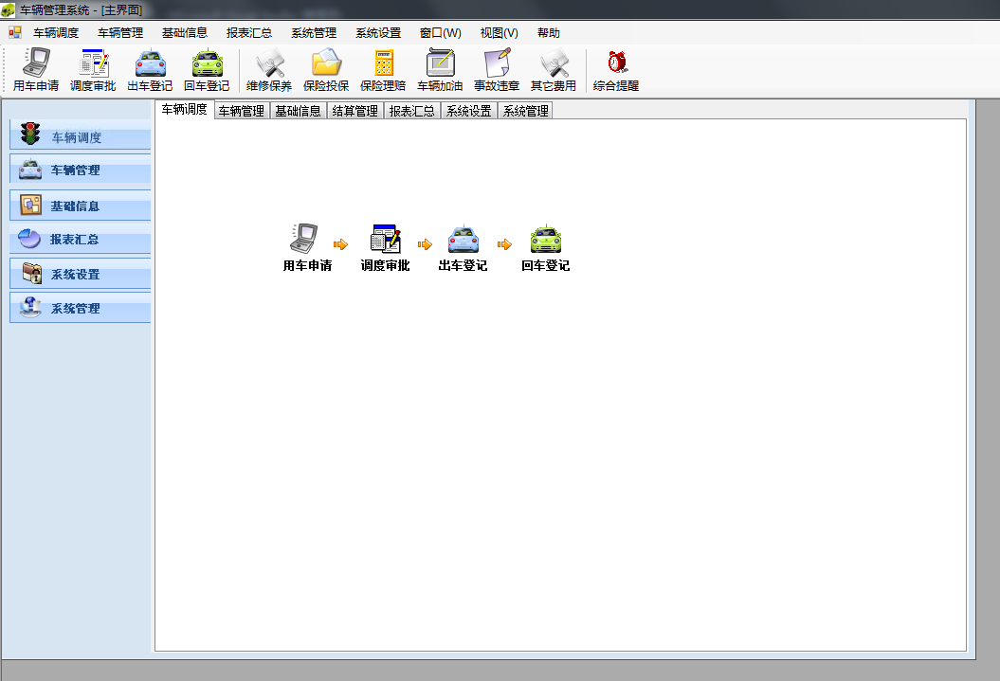 车辆管理系统 - [主界面]
车辆调度 车辆管理 基础信息 报表汇总 系统管理 系统设置 窗口(W) 视图(V) 帮助
用车申请 调度审批 出车登记 回车登记 维修保养 保险投保 保险理赔 车辆加油 事故违章 其它费用 综合提醒
车辆调度 车辆管理 基础信息 结算管理 报表汇总 系统设置 系统管理
车辆调度
车辆管理
基础信息
报表汇总
系统设置
系统管理
用车申请 调度审批 出车登记 回车登记